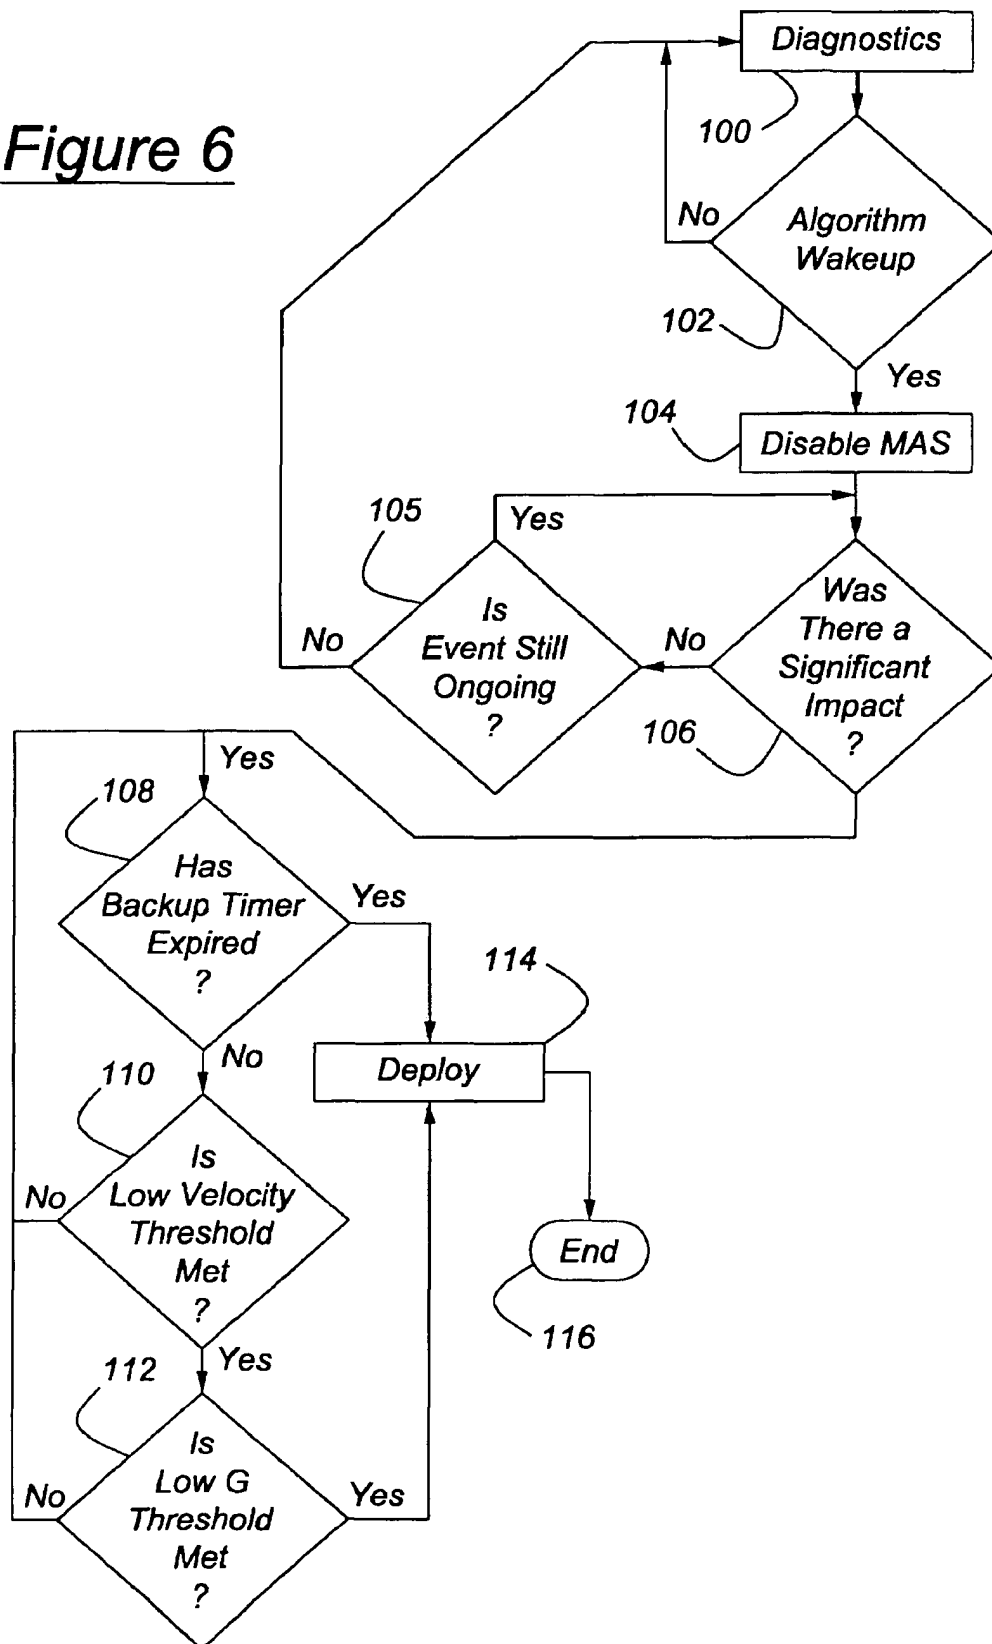 Figure 6
Diagnostics
100
Algorithm
Wakeup
No
102
Yes
104
Disable MAS
105
Yes
Is
Event Still
Ongoing
?
No
No
Was
There a
Significant
Impact
?
106
Yes
108
Has
Backup Timer
Expired
?
Yes
No
114
Deploy
110
Is
Low Velocity
Threshold
Met
?
No
Yes
End
116
112
Is
Low G
Threshold
Met
?
No
Yes